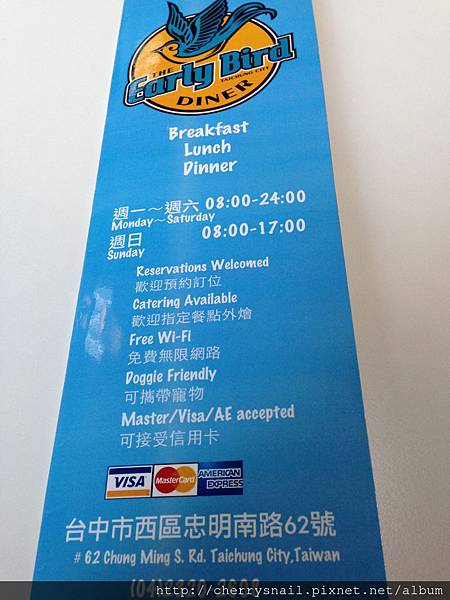 THE
Early Bird
TAICHUNG CITY
DINER
Breakfast
Lunch
Dinner
週一～週六 08:00-24:00
Monday～Saturday
週日 08:00-17:00
Sunday
Reservations Welcomed
歡迎預約訂位
Catering Available
歡迎指定餐點外燴
Free Wi-Fi
免費無限網路
Doggie Friendly
可攜帶寵物
Master/Visa/AE accepted
可接受信用卡
VISA MasterCard AMERICAN EXPRESS
台中市西區忠明南路62號
# 62 Chung Ming S. Rd. Taichung City,Taiwan
http://cherrysnail.pixnet.net/album